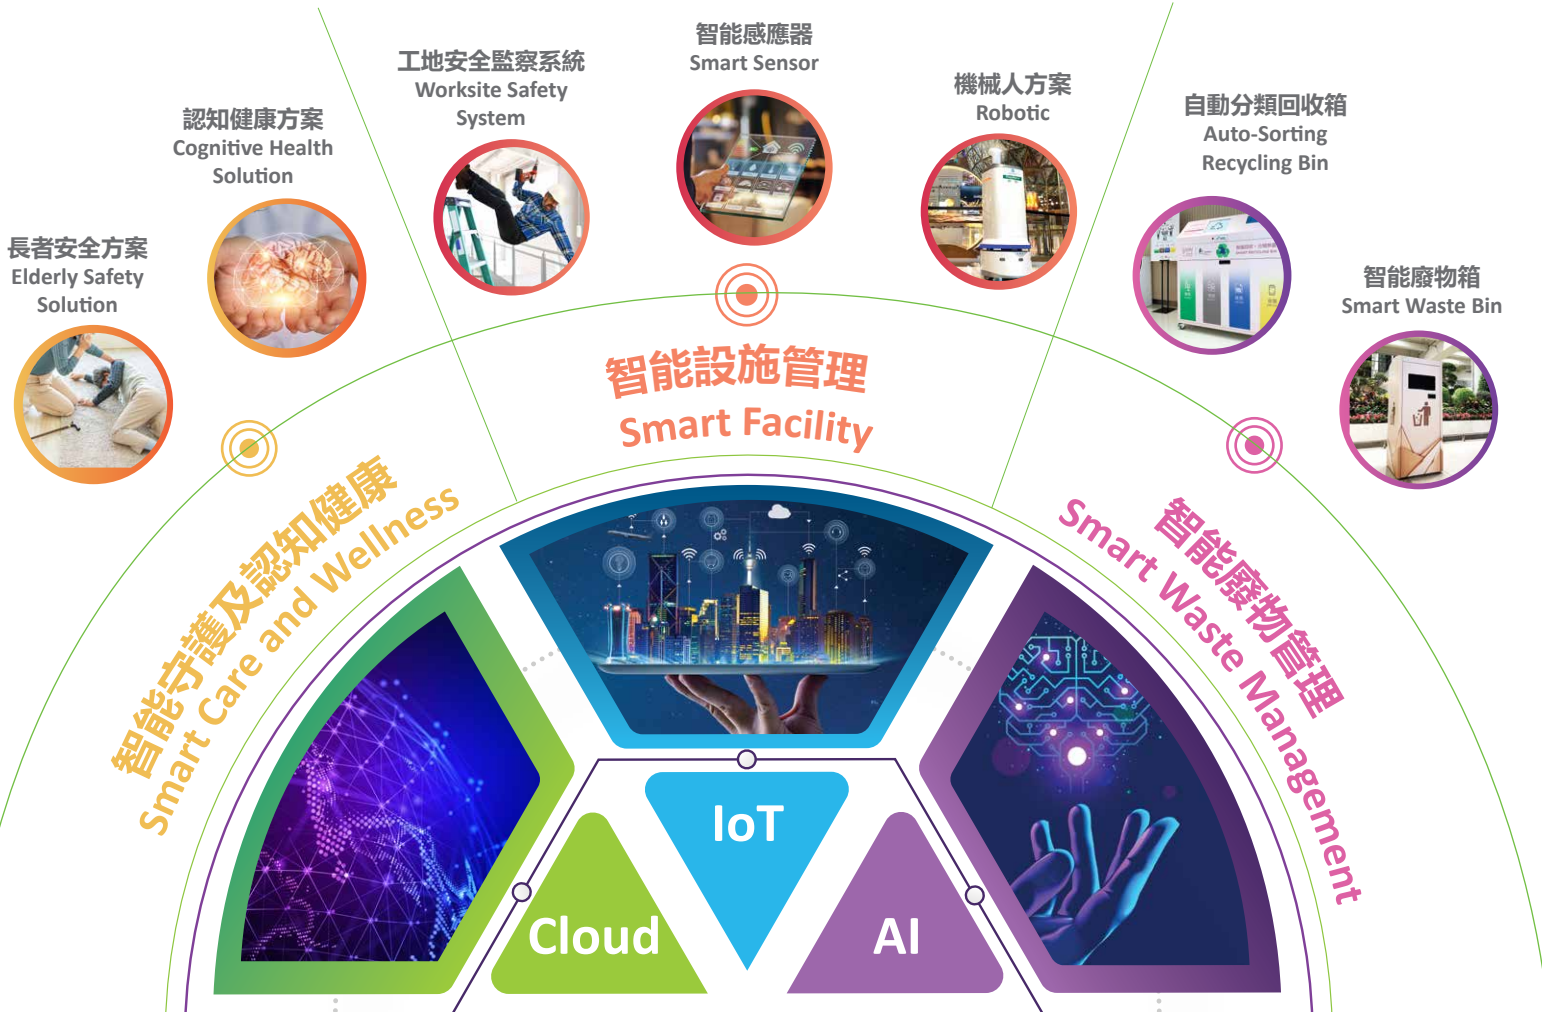 長者安全方案
Elderly Safety
Solution
認知健康方案
Cognitive Health
Solution
工地安全監察系統
Worksite Safety
System
智能感應器
Smart Sensor
機械人方案
Robotic
自動分類回收箱
Auto-Sorting
Recycling Bin
智能廢物箱
Smart Waste Bin
智能守護及認知健康
Smart Care and Wellness
智能設施管理
Smart Facility
智能廢物管理
Smart Waste Management
Cloud
IoT
AI